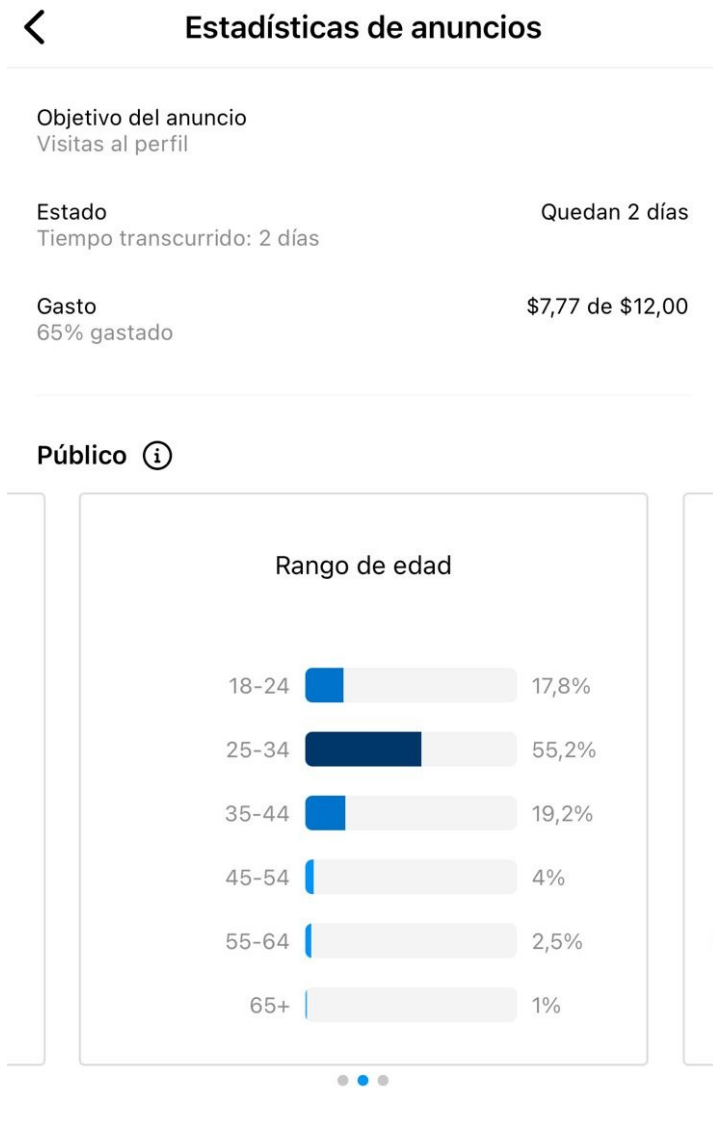 Estadísticas de anuncios
Objetivo del anuncio
Visitas al perfil
Estado
Quedan 2 días
Tiempo transcurrido: 2 días
Gasto
$7,77 de $12,00
65% gastado
Público
Rango de edad
18-24 17,8%
25-34 55,2%
35-44 19,2%
45-54 4%
55-64 2,5%
65+ 1%